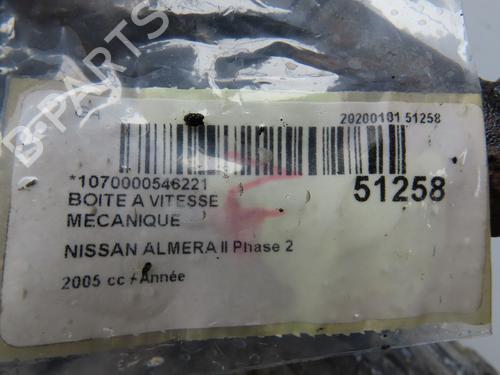 B-PARTS
20200101 51258
*1070000546221
51258
BOITE A VITESSE
MECANIQUE
NISSAN ALMERA II Phase 2
2005 cc - Année